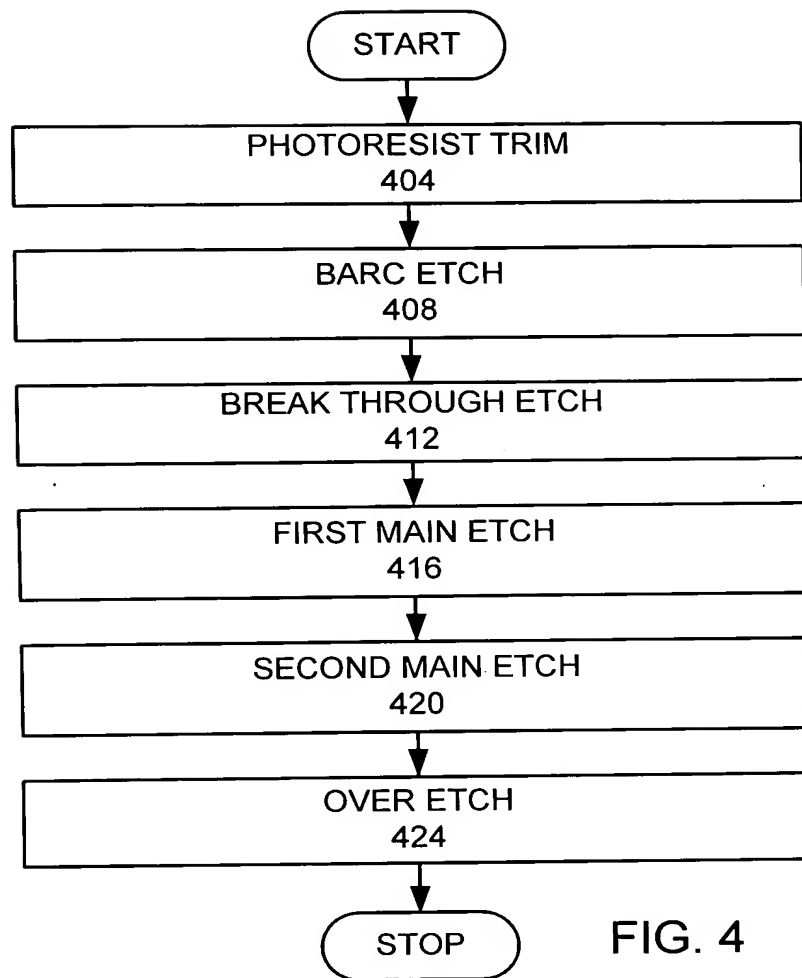 START
PHOTORESIST TRIM
404
BARC ETCH
408
BREAK THROUGH ETCH
412
FIRST MAIN ETCH
416
SECOND MAIN ETCH
420
OVER ETCH
424
STOP
FIG. 4